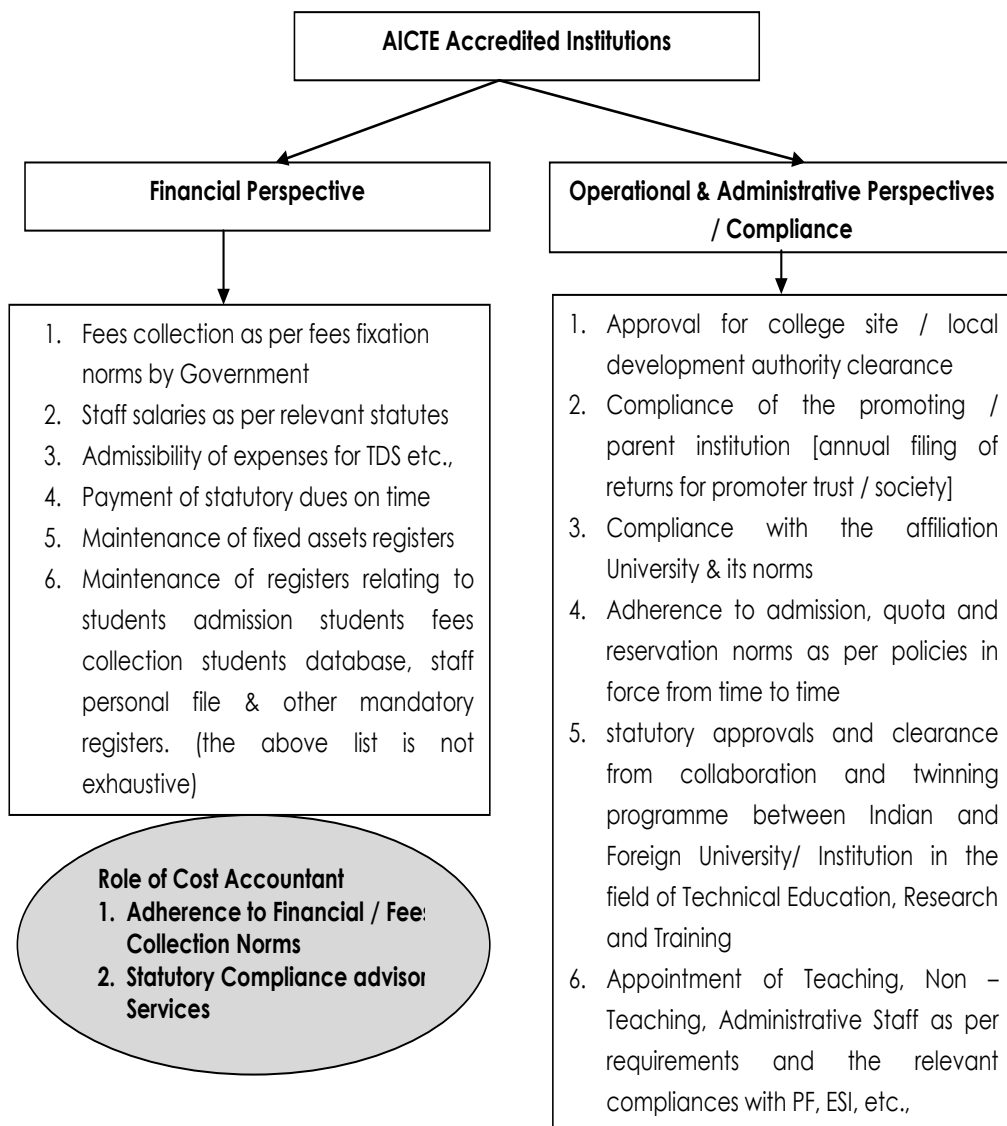 AICTE Accredited Institutions
Financial Perspective
1. Fees collection as per fees fixation
norms by Government
2. Staff salaries as per relevant statutes
3. Admissibility of expenses for TDS etc.,
4. Payment of statutory dues on time
5. Maintenance of fixed assets registers
6. Maintenance of registers relating to
students admission students fees
collection students database, staff
personal file & other mandatory
registers. (the above list is not
exhaustive)
Role of Cost Accountant
1. Adherence to Financial / Fees
Collection Norms
2. Statutory Compliance advisor
Services
Operational & Administrative Perspectives
/ Compliance
1. Approval for college site / local
development authority clearance
2. Compliance of the promoting /
parent institution [annual filing of
returns for promoter trust / society]
3. Compliance with the affiliation
University & its norms
4. Adherence to admission, quota and
reservation norms as per policies in
force from time to time
5. statutory approvals and clearance
from collaboration and twinning
programme between Indian and
Foreign University/ Institution in the
field of Technical Education, Research
and Training
6. Appointment of Teaching, Non –
Teaching, Administrative Staff as per
requirements and the relevant
compliances with PF, ESI, etc.,